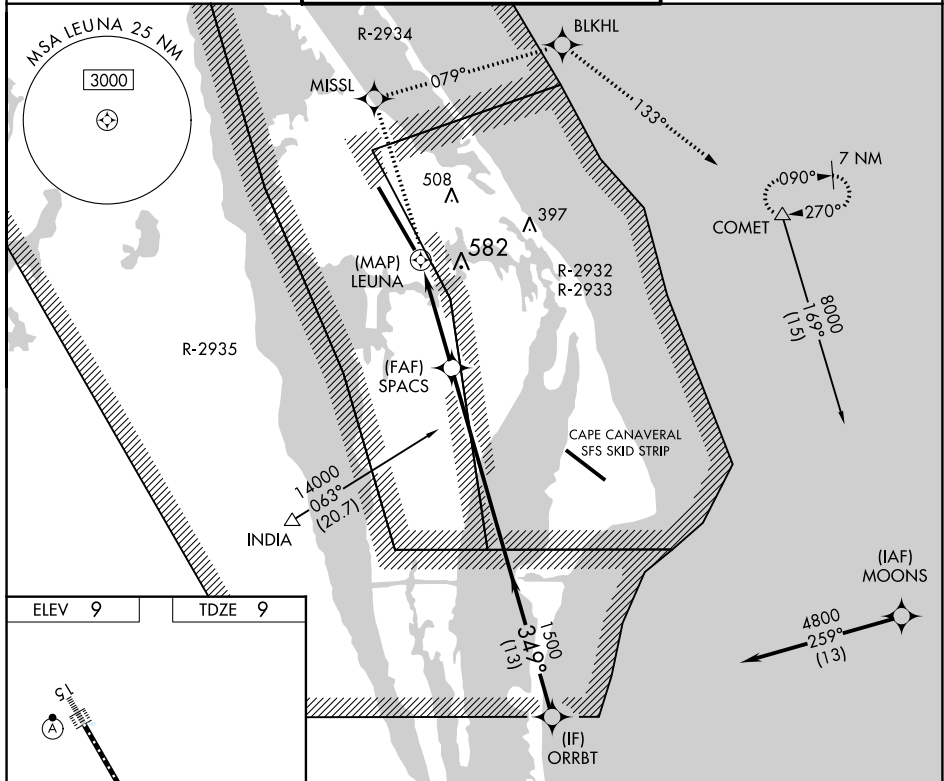 MSA LEUNA 25 NM
3000
R-2934
BLKHL
MISSL
079°
133°
7 NM
090°
270°
COMET
508
397
582
(MAP)
LEUNA
R-2932
R-2933
8000
169°
(15)
R-2935
(FAF)
SPACS
CAPE CANAVERAL
SFS SKID STRIP
14000
063°
(20.7)
INDIA
(IAF)
MOONS
4800
259°
(13)
1500
349°
(13)
(IF)
ORRBT
ELEV 9
TDZE 9
15
A